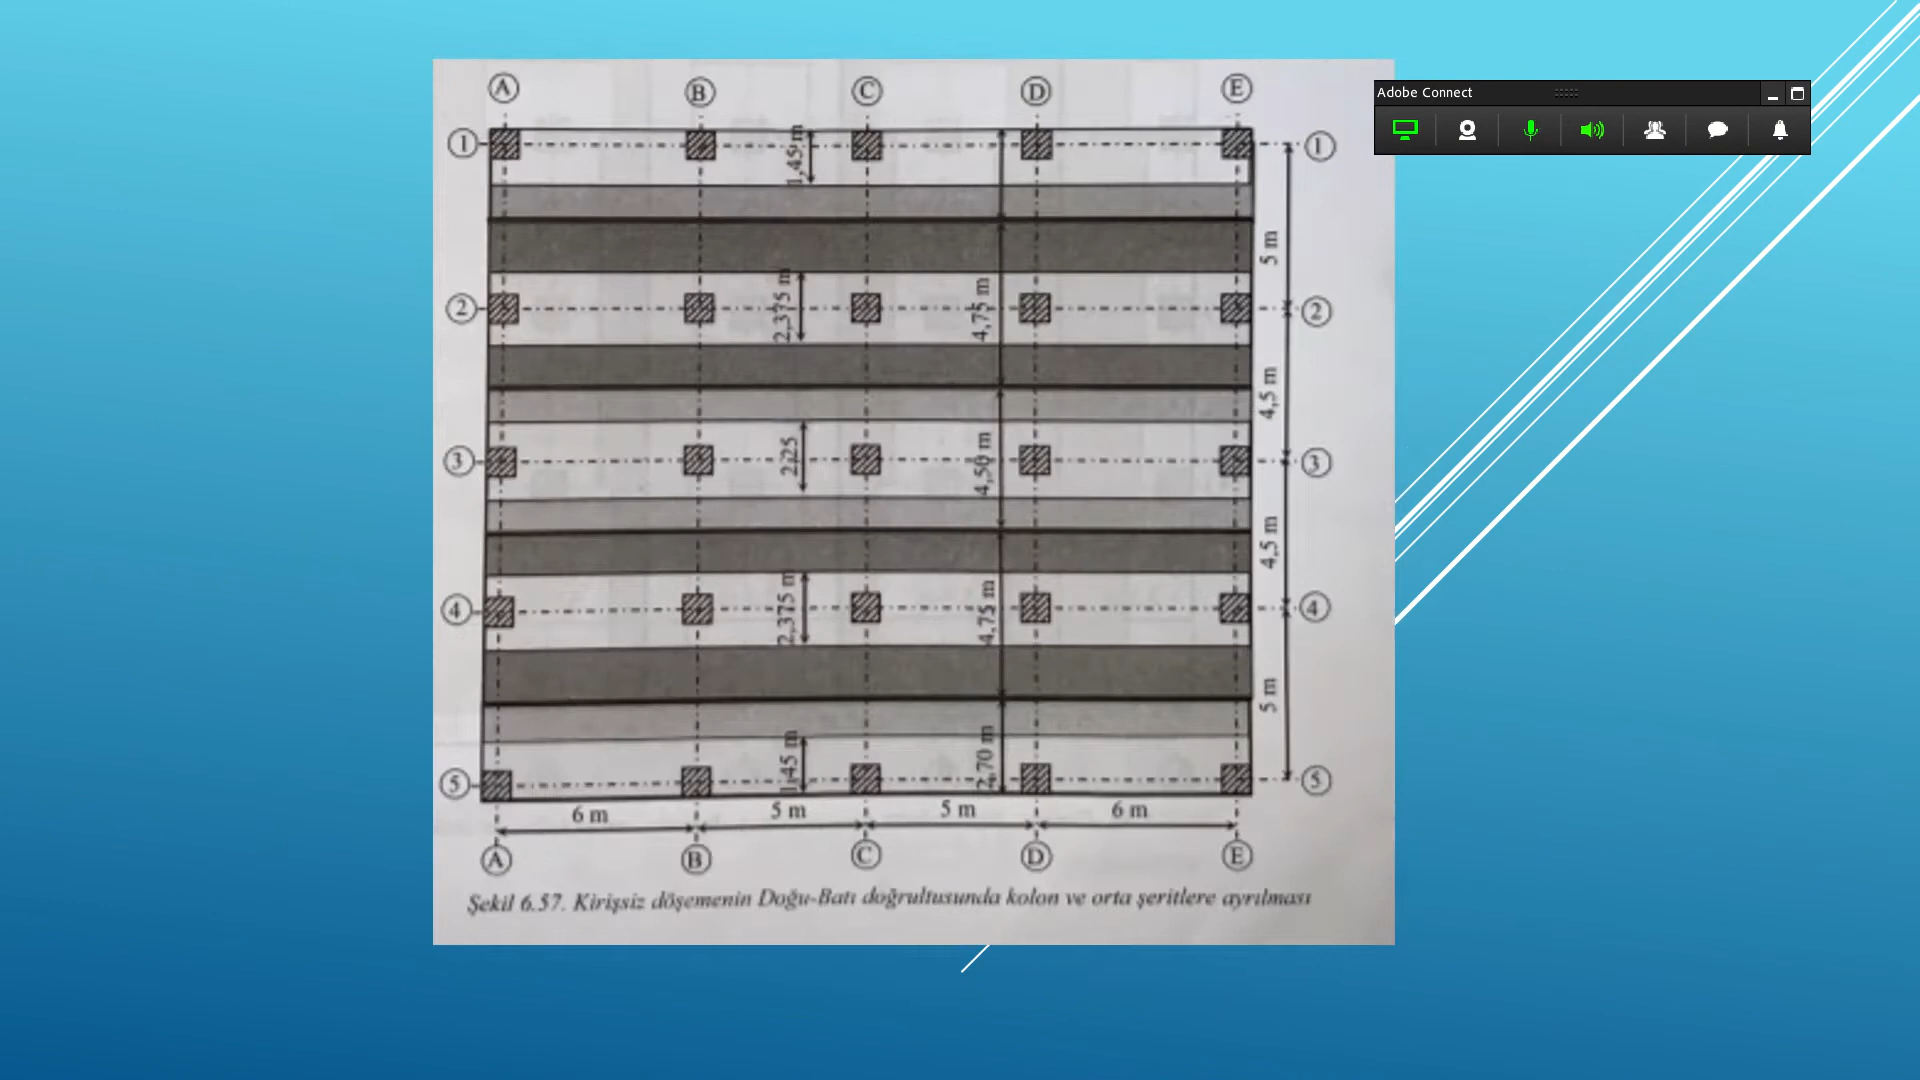 Adobe Connect
A B C D E
1 1,45 m 1
5 m
2 2,375 m 4,75 m 2
4,5 m
3 2,25 4,50 m 3
4,5 m
4 2,375 m 4,75 m 4
5 m
5 1,45 m 2,70 m 5
6 m 5 m 5 m 6 m
A B C D E
Şekil 6.57. Kirişsiz döşemenin Doğu-Batı doğrultusunda kolon ve orta şeritlere ayrılması